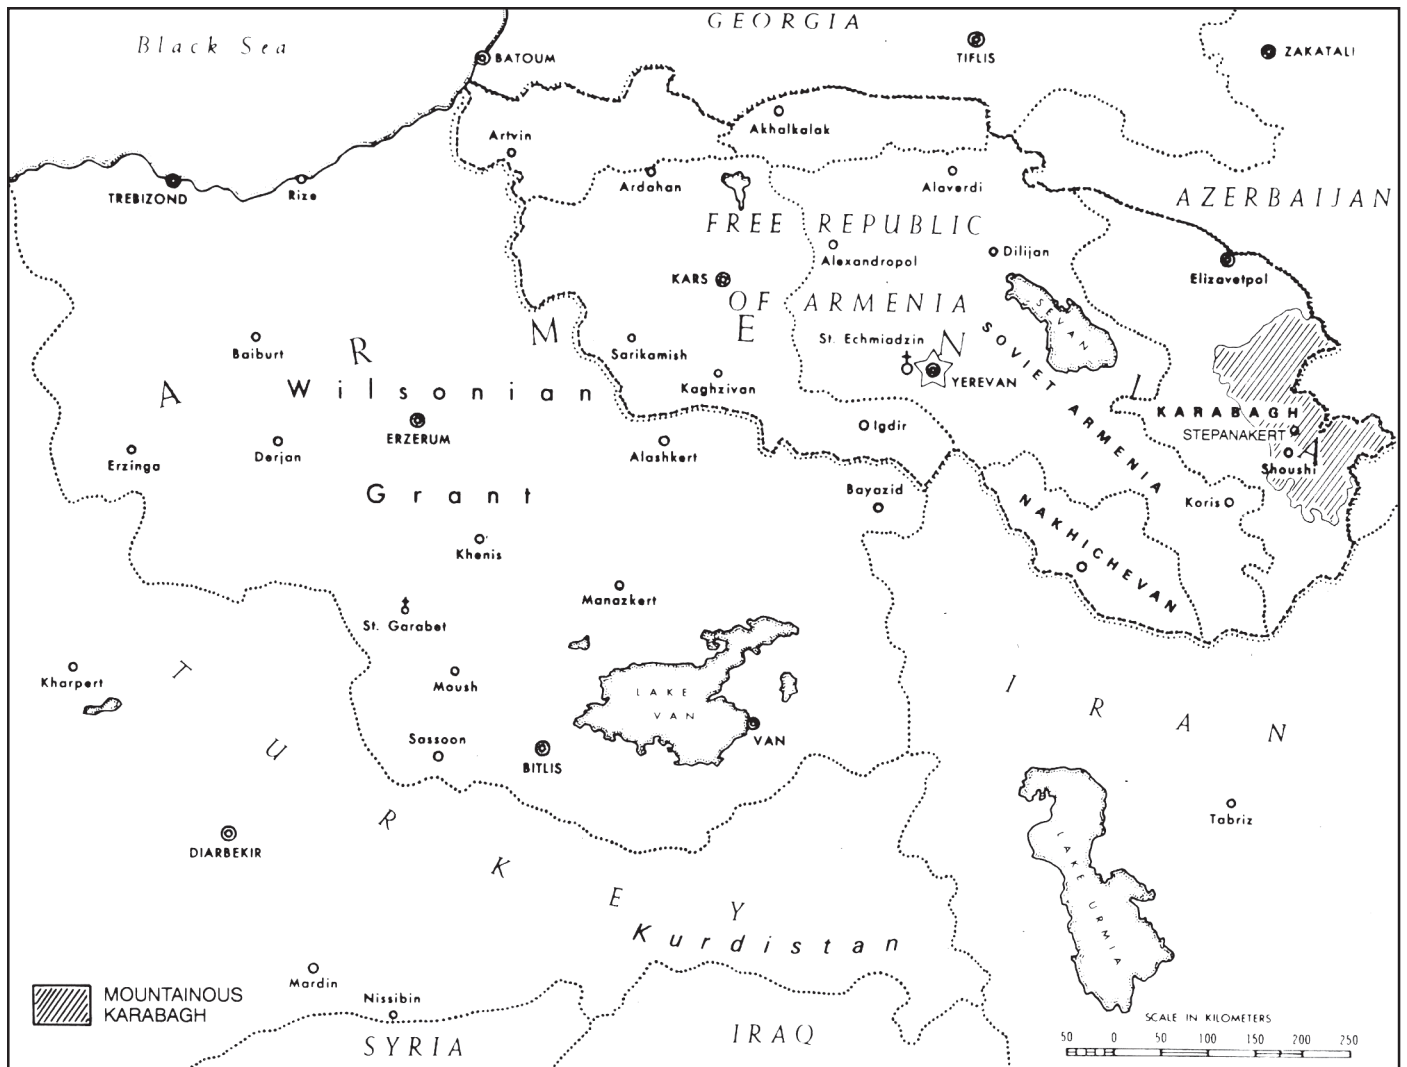 GEORGIA
Black Sea
BATOUM
TIFLIS
ZAKATALI
Akhalkalak
Artvin
TREBIZOND
Rize
Ardahan
Alaverdi
AZERBAIJAN
FREE REPUBLIC
Alexandropol
Dilijan
KARS
Elizavetpol
OF ARMENIA
SEVAN
Baiburt
Sarikamish
St. Echmiadzin
YEREVAN
Kaghzivan
ARMENIA
SOVIET ARMENIA
Wilsonian
KARABAGH
STEPANAKERT
ERZERUM
Igdir
Erzinga
Derjan
Alashkert
Shoushi
Grant
Bayazid
Koris
NAKHICHEVAN
Khenis
Manazkert
St. Garabet
Kharpert
Moush
LAKE
VAN
IRAN
Sassoon
BITLIS
VAN
TURKEY
Tabriz
DIARBEKIR
LAKE URMIA
Kurdistan
Mardin
Nissibin
MOUNTAINOUS
KARABAGH
SYRIA
IRAQ
SCALE IN KILOMETERS
50 0 50 100 150 200 250